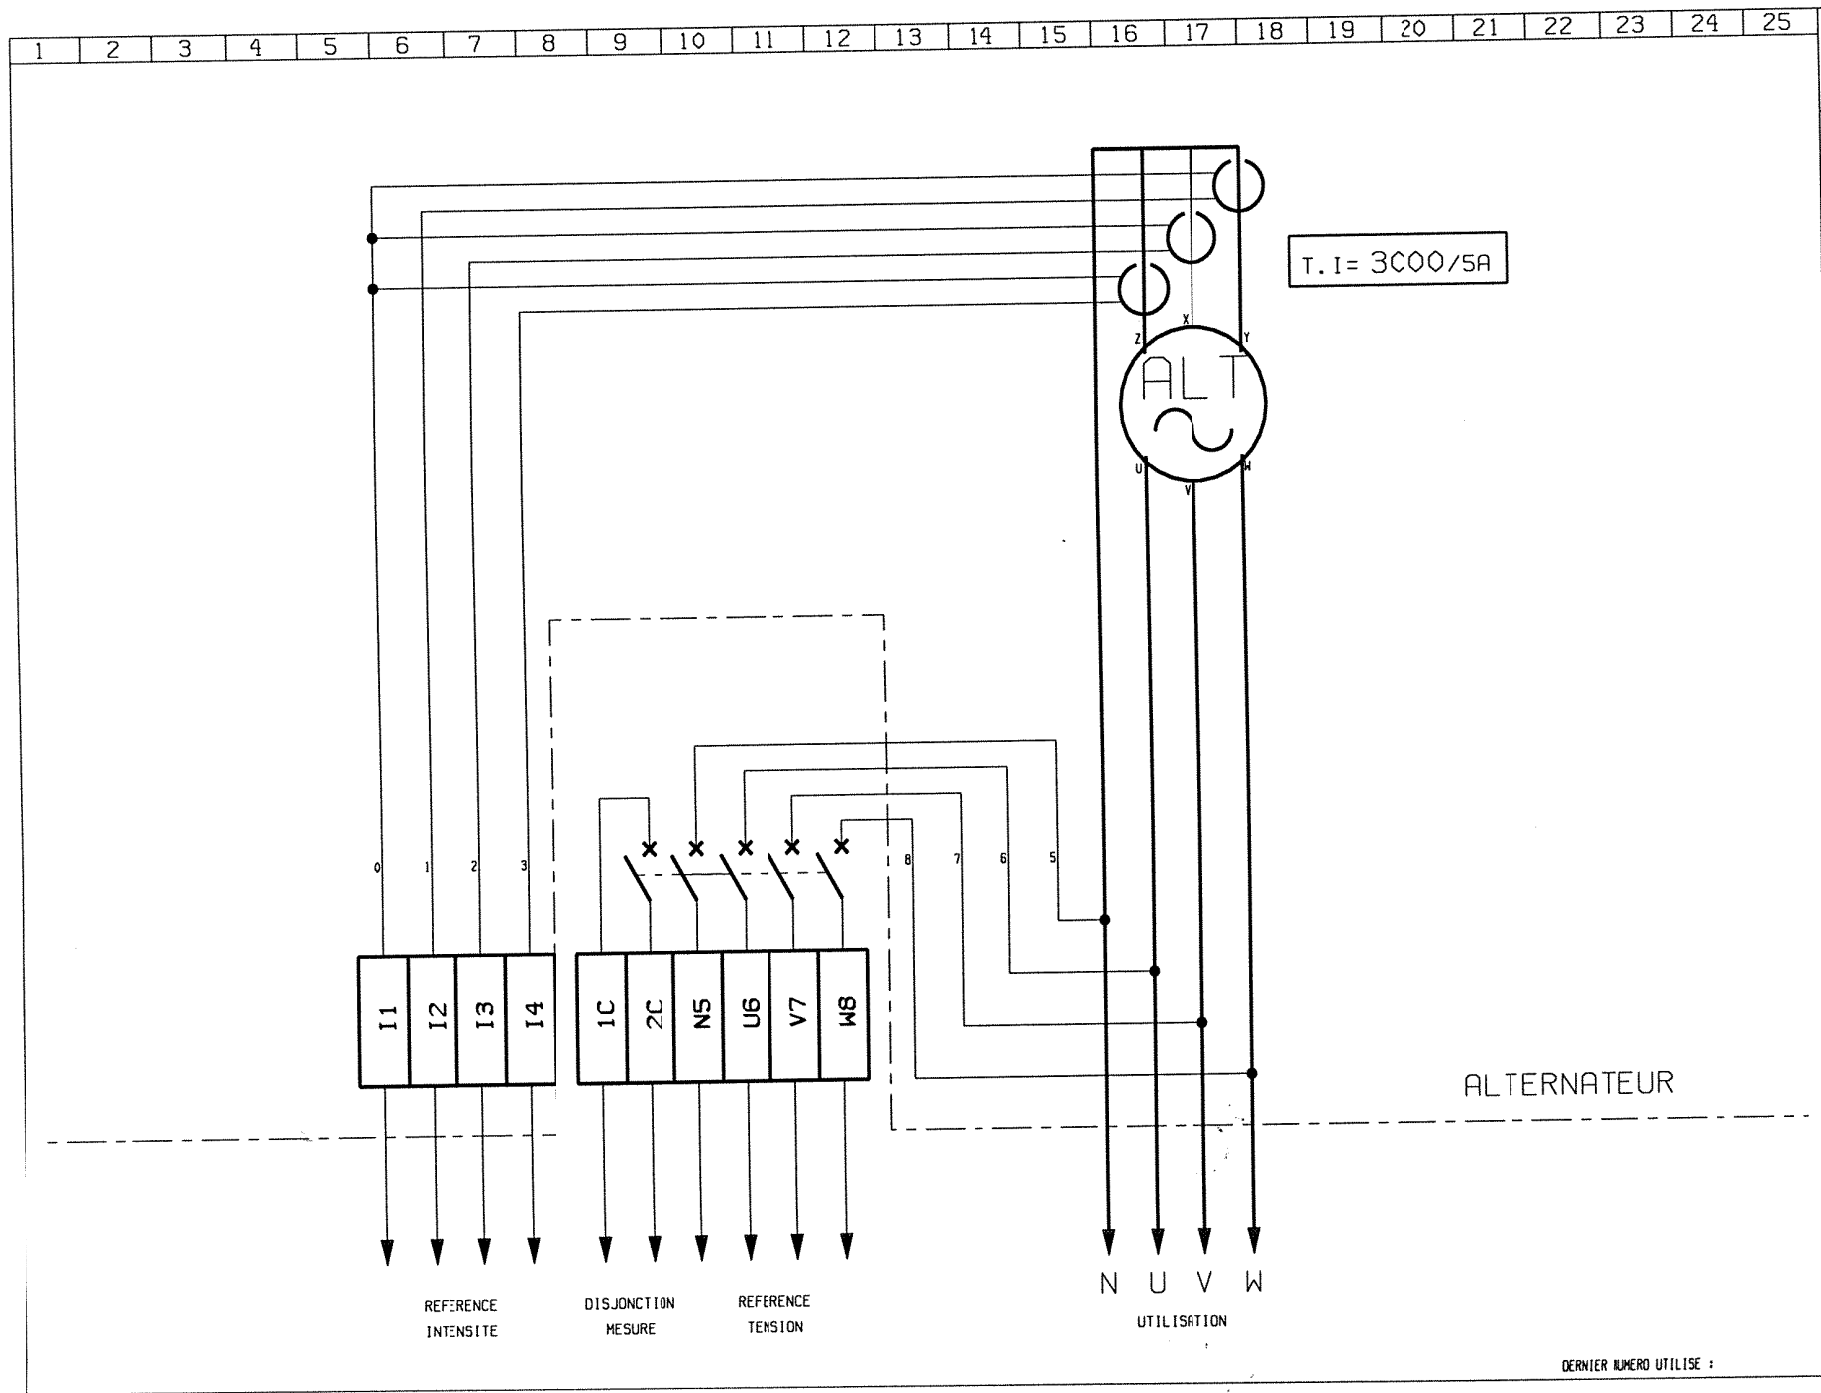 1 2 3 4 5 6 7 8 9 10 11 12 13 14 15 16 17 18 19 20 21 22 23 24 25
T.I= 3000/5A
Z X Y
ALT
U V W
0 1 2 3
8 7 6 5
I1 I2 I3 I4
1C 2C N5 U6 V7 W8
ALTERNATEUR
N U V W
REFERENCE
INTENSITE
DISJONCTION
MESURE
REFERENCE
TENSION
UTILISATION
DERNIER NUMERO UTILISE :